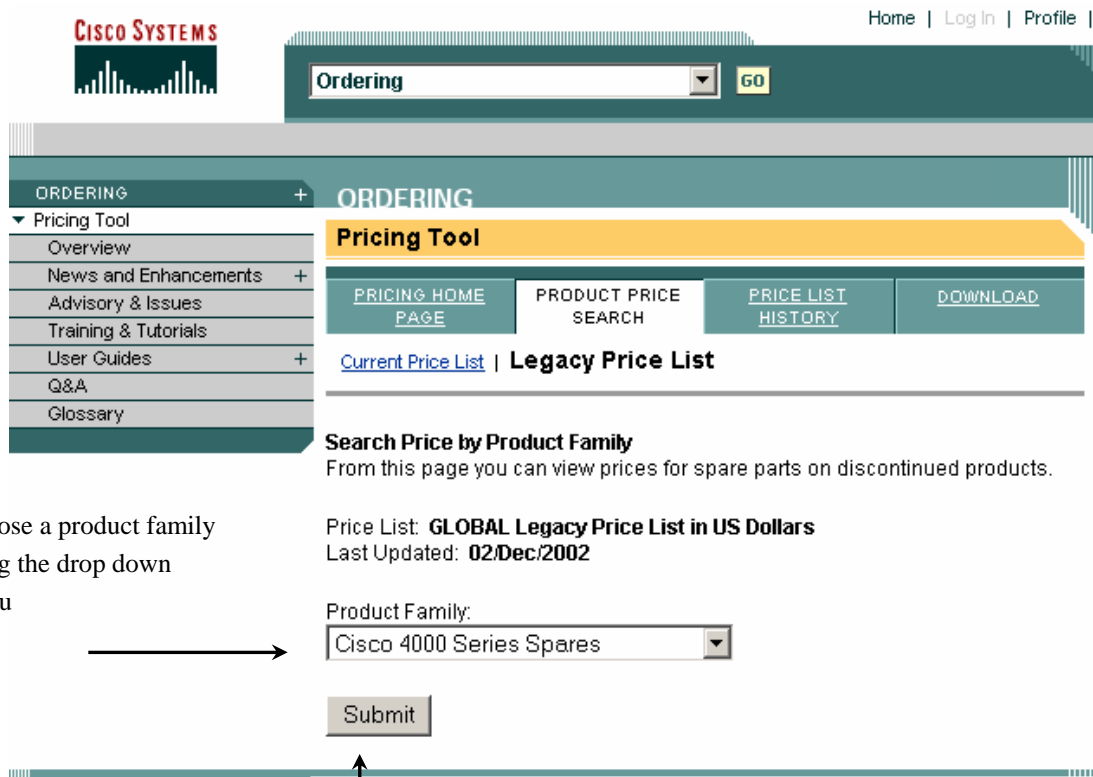 Home | Log In | Profile |
CISCO SYSTEMS
Ordering
GO
ORDERING +
Pricing Tool
Overview
News and Enhancements +
Advisory & Issues
Training & Tutorials
User Guides +
Q&A
Glossary
ORDERING
Pricing Tool
PRICING HOME PAGE
PRODUCT PRICE SEARCH
PRICE LIST HISTORY
DOWNLOAD
Current Price List | Legacy Price List
Search Price by Product Family
From this page you can view prices for spare parts on discontinued products.
Price List: GLOBAL Legacy Price List in US Dollars
Last Updated: 02/Dec/2002
ose a product family
g the drop down
u
Product Family:
Cisco 4000 Series Spares
Submit